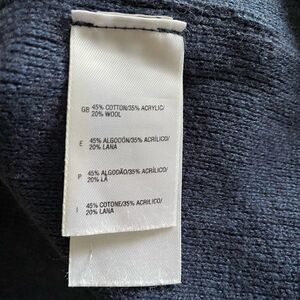 GB 45% COTTON/35% ACRYLIC/
20% WOOL
E 45% ALGODÓN/35% ACRÍLICO/
20% LANA
P 45% ALGODÃO/35% ACRÍLICO/
20% LÃ
I 45% COTONE/35% ACRILICO/
20% LANA